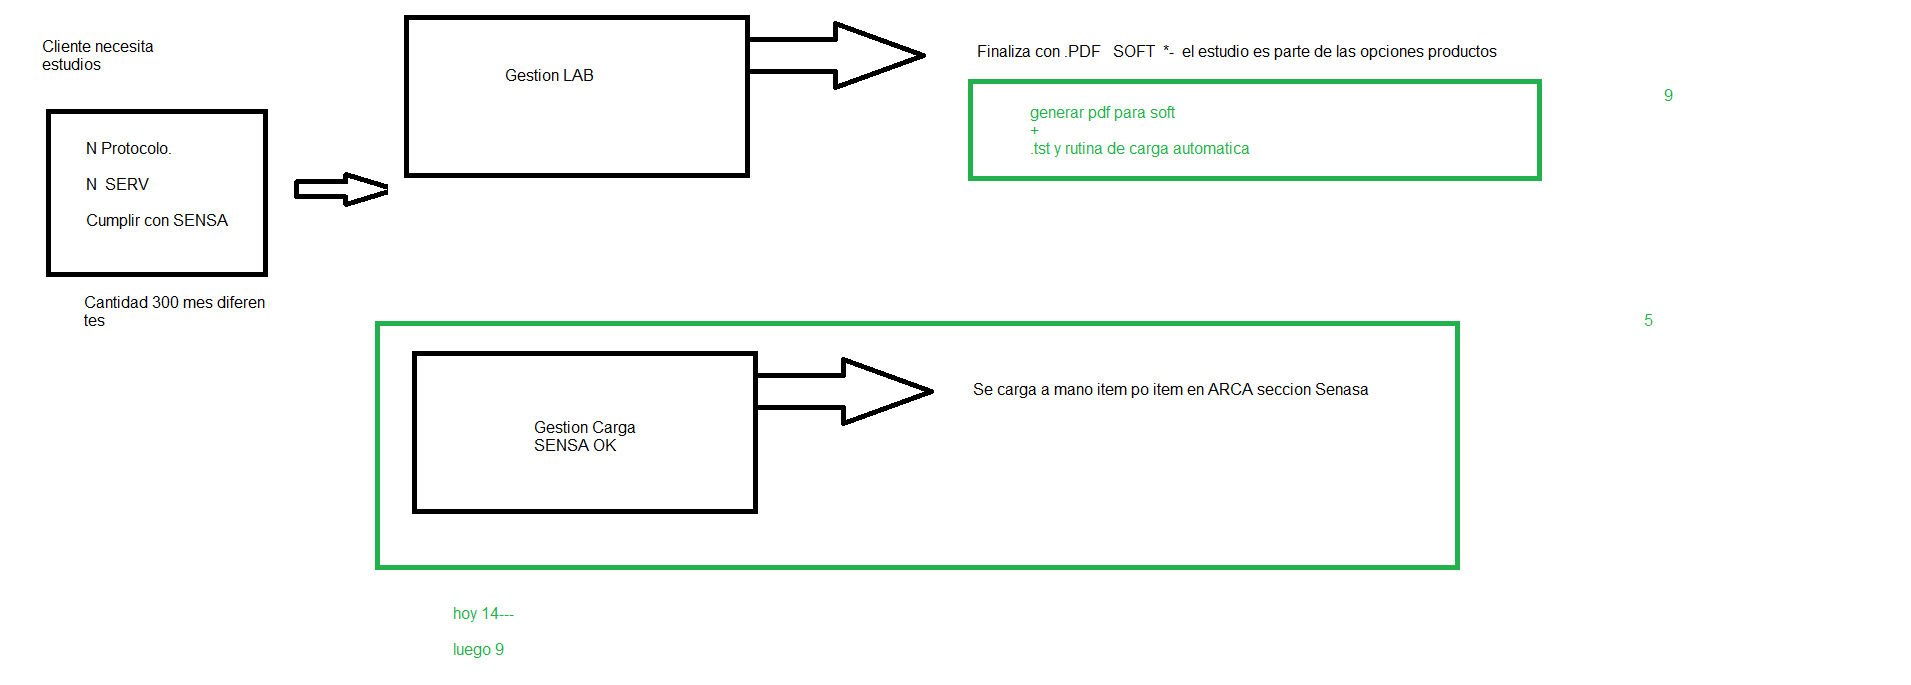 Cliente necesita
estudios
N Protocolo.
N  SERV
Cumplir con SENSA
Cantidad 300 mes diferen
tes
Gestion LAB
Finaliza con .PDF   SOFT  *-  el estudio es parte de las opciones productos
generar pdf para soft
+
.tst y rutina de carga automatica
9
5
Gestion Carga
SENSA OK
Se carga a mano item po item en ARCA seccion Senasa
hoy 14---
luego 9